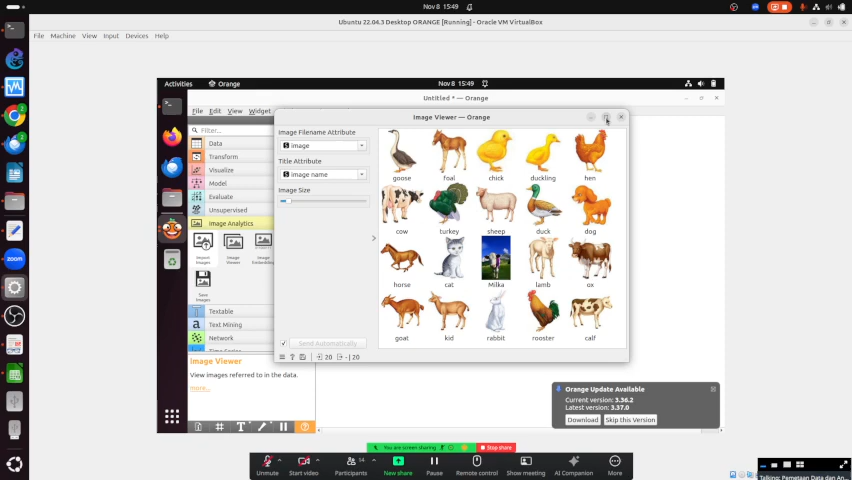 Nov 8 15:49
Ubuntu 22.04.3 Desktop ORANGE [Running] - Oracle VM VirtualBox
File Machine View Input Devices Help
Activities Orange Nov 8 15:49
Untitled * — Orange
File Edit View Widget
Image Viewer — Orange
Filter...
Data
Transform
Visualize
Model
Evaluate
Unsupervised
Image Analytics
Import Images
Image Viewer
Image Embedding
Save Images
Textable
Text Mining
Network
Image Filename Attribute
S image
Title Attribute
S image name
Image Size
Send Automatically
20 20
goose foal chick duckling hen
cow turkey sheep duck dog
horse cat Milka lamb ox
goat kid rabbit rooster calf
Image Viewer
View images referred to in the data.
more...
Orange Update Available
Current version: 3.36.2
Latest version: 3.37.0
Download Skip this Version
You are screen sharing Stop share
Unmute Start video Participants 14 New share Pause Remote control Show meeting AI Companion More
Talking: Pemetaan Data dan An...